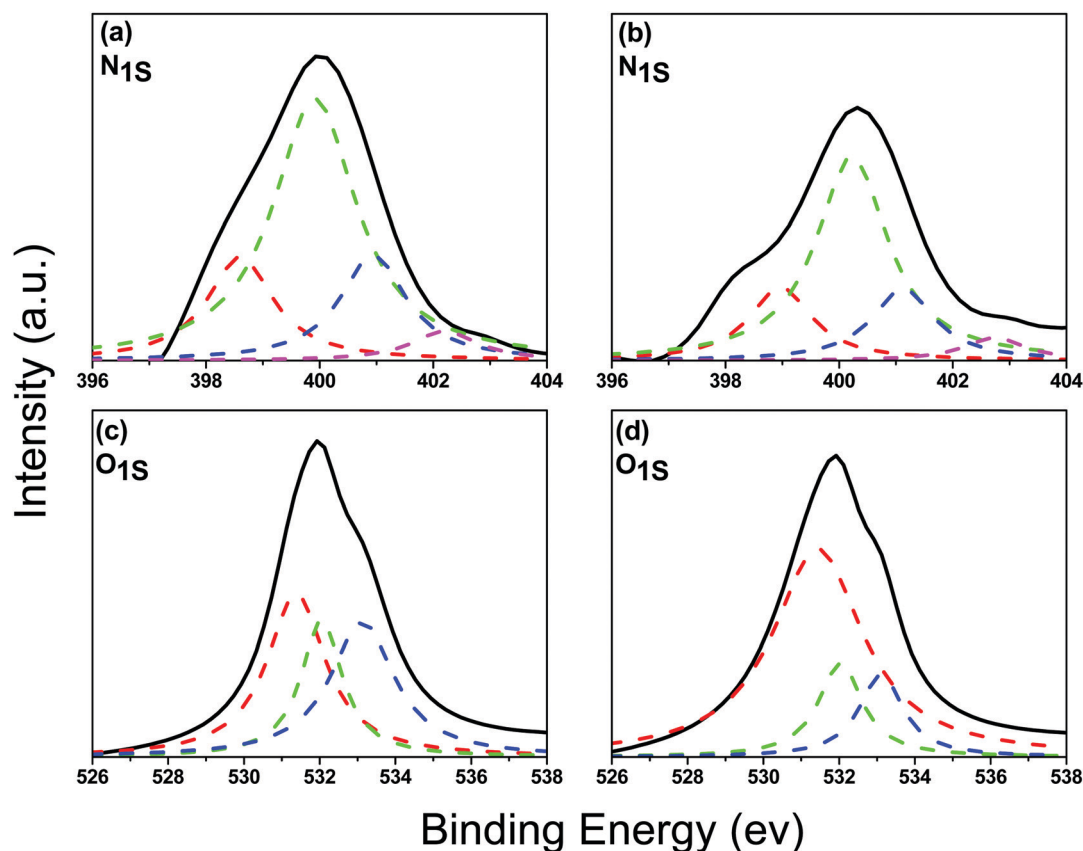 (a)
N1S
(b)
N1S
396 398 400 402 404
396 398 400 402 404
(c)
O1S
(d)
O1S
526 528 530 532 534 536 538
526 528 530 532 534 536 538
Intensity (a.u.)
Binding Energy (ev)